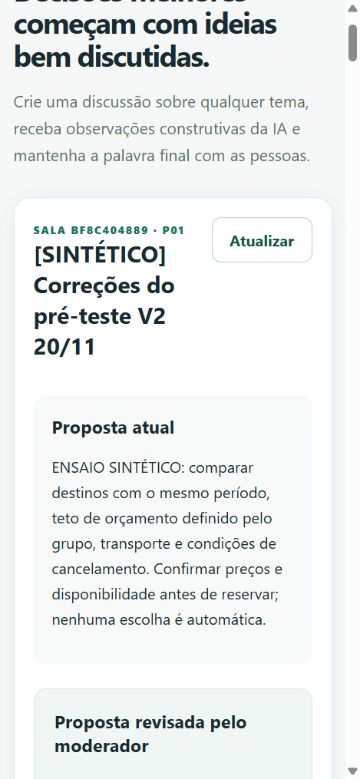 Decisões melhores
começam com ideias
bem discutidas.
Crie uma discussão sobre qualquer tema,
receba observações construtivas da IA e
mantenha a palavra final com as pessoas.
SALA BF8C404889 · P01
Atualizar
[SINTÉTICO]
Correções do
pré-teste V2
20/11
Proposta atual
ENSAIO SINTÉTICO: comparar
destinos com o mesmo período,
teto de orçamento definido pelo
grupo, transporte e condições de
cancelamento. Confirmar preços e
disponibilidade antes de reservar;
nenhuma escolha é automática.
Proposta revisada pelo
moderador